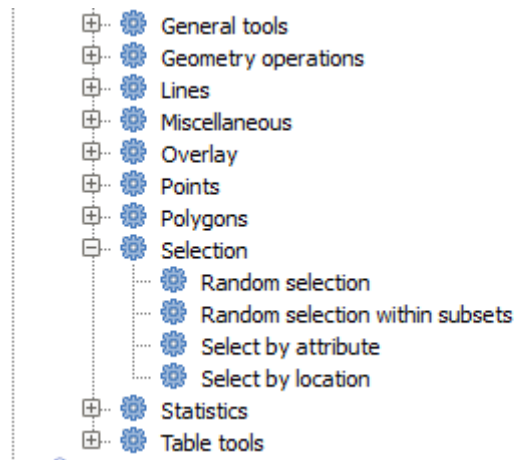 General tools
Geometry operations
Lines
Miscellaneous
Overlay
Points
Polygons
Selection
Random selection
Random selection within subsets
Select by attribute
Select by location
Statistics
Table tools